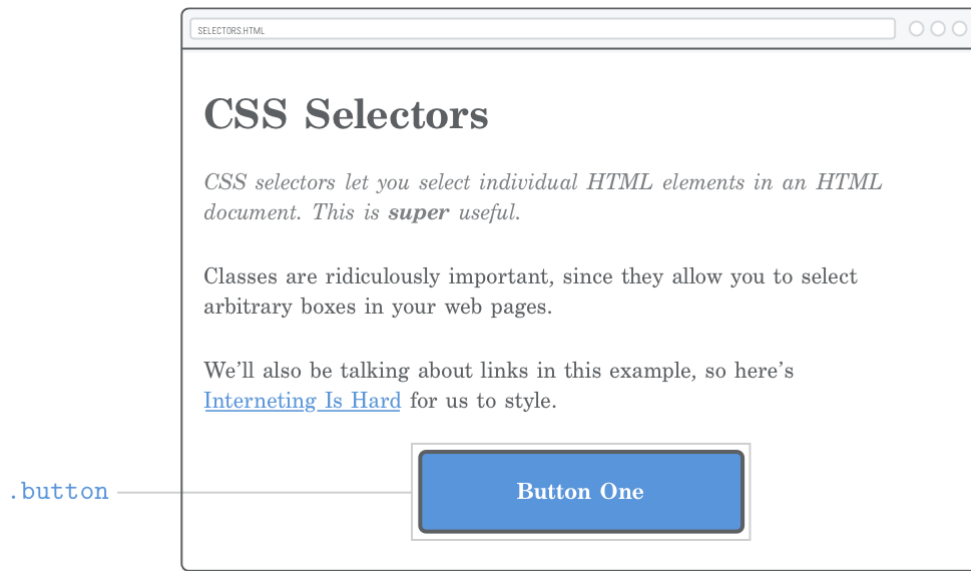 SELECTORS.HTML
CSS Selectors
CSS selectors let you select individual HTML elements in an HTML
document. This is super useful.
Classes are ridiculously important, since they allow you to select
arbitrary boxes in your web pages.
We’ll also be talking about links in this example, so here’s
Interneting Is Hard for us to style.
.button
Button One